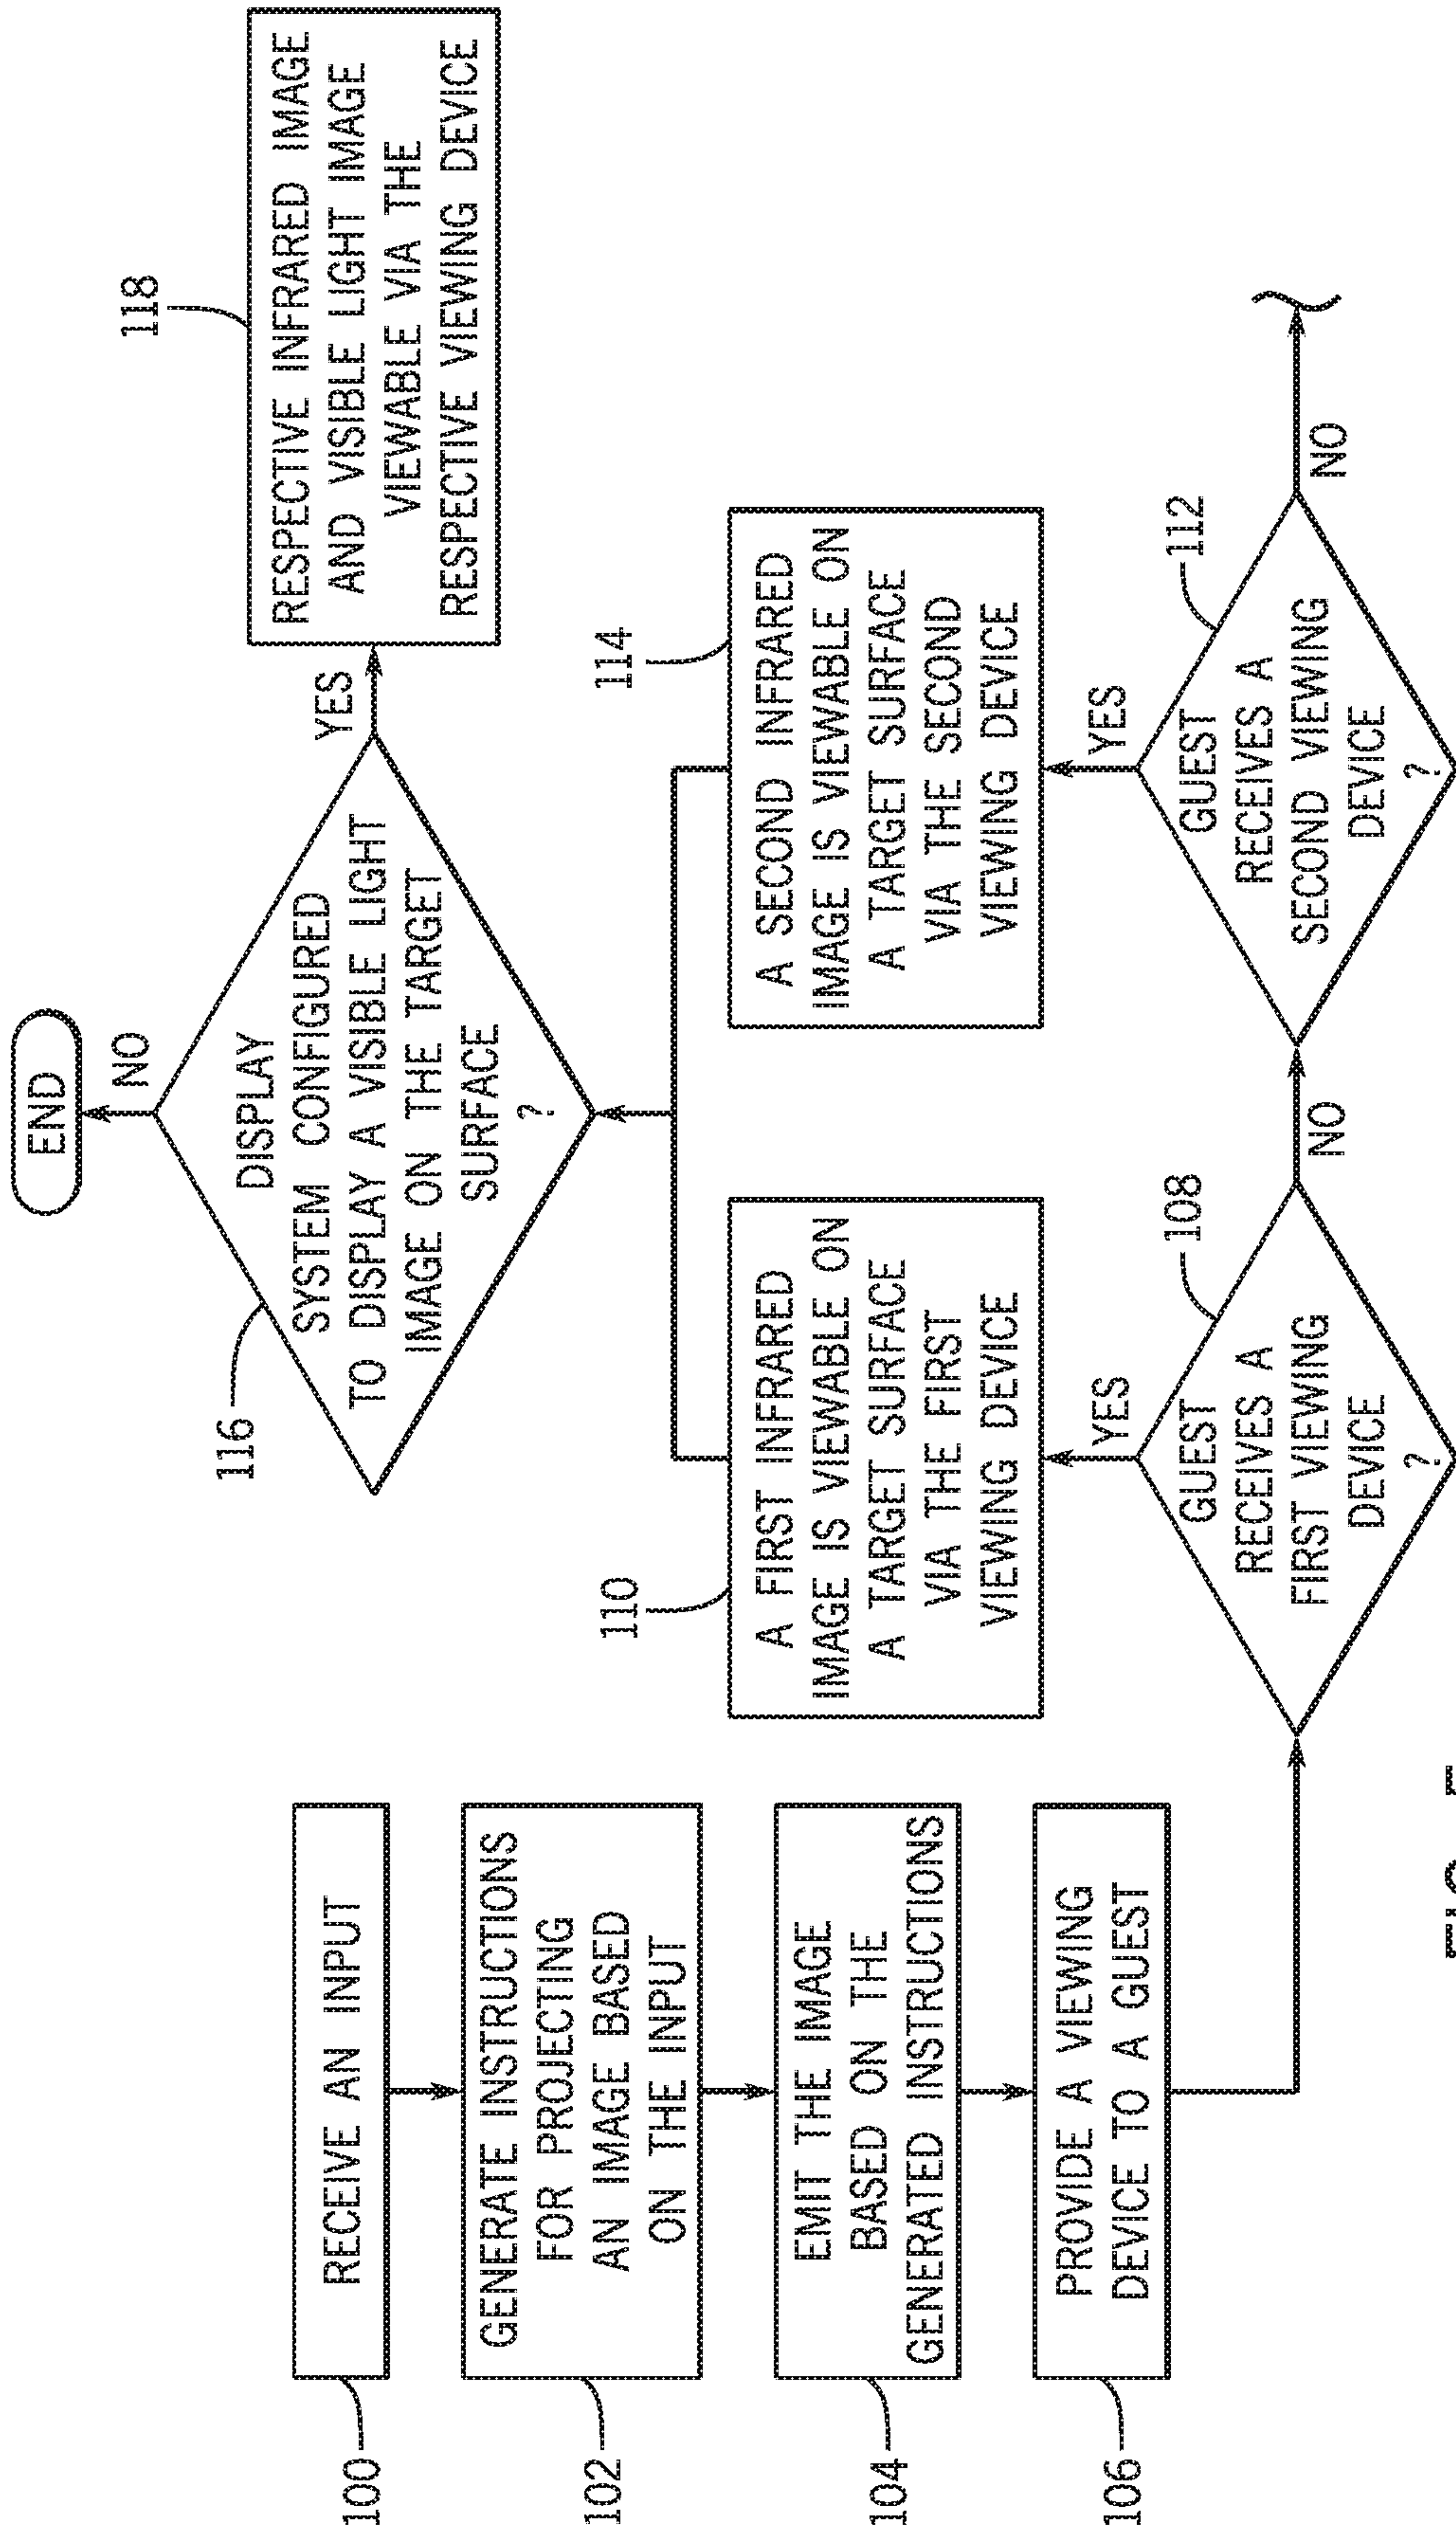 100
RECEIVE AN INPUT
102
GENERATE INSTRUCTIONS
FOR PROJECTING
AN IMAGE BASED
ON THE INPUT
104
EMIT THE IMAGE
BASED ON THE
GENERATED INSTRUCTIONS
106
PROVIDE A VIEWING
DEVICE TO A GUEST
108
GUEST
RECEIVES A
FIRST VIEWING
DEVICE
?
YES
NO
110
A FIRST INFRARED
IMAGE IS VIEWABLE ON
A TARGET SURFACE
VIA THE FIRST
VIEWING DEVICE
112
GUEST
RECEIVES A
SECOND VIEWING
DEVICE
?
YES
NO
114
A SECOND INFRARED
IMAGE IS VIEWABLE ON
A TARGET SURFACE
VIA THE SECOND
VIEWING DEVICE
116
DISPLAY
SYSTEM CONFIGURED
TO DISPLAY A VISIBLE LIGHT
IMAGE ON THE TARGET
SURFACE
?
NO
END
YES
118
RESPECTIVE INFRARED IMAGE
AND VISIBLE LIGHT IMAGE
VIEWABLE VIA THE
RESPECTIVE VIEWING DEVICE